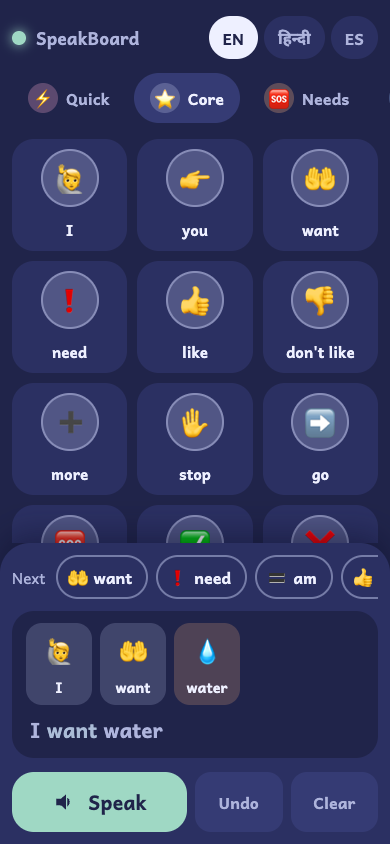 SpeakBoard EN हिन्दी ES
Quick Core SOS Needs
I you want
need like don't like
more stop go
Next want need am
I want water
I want water
Speak Undo Clear